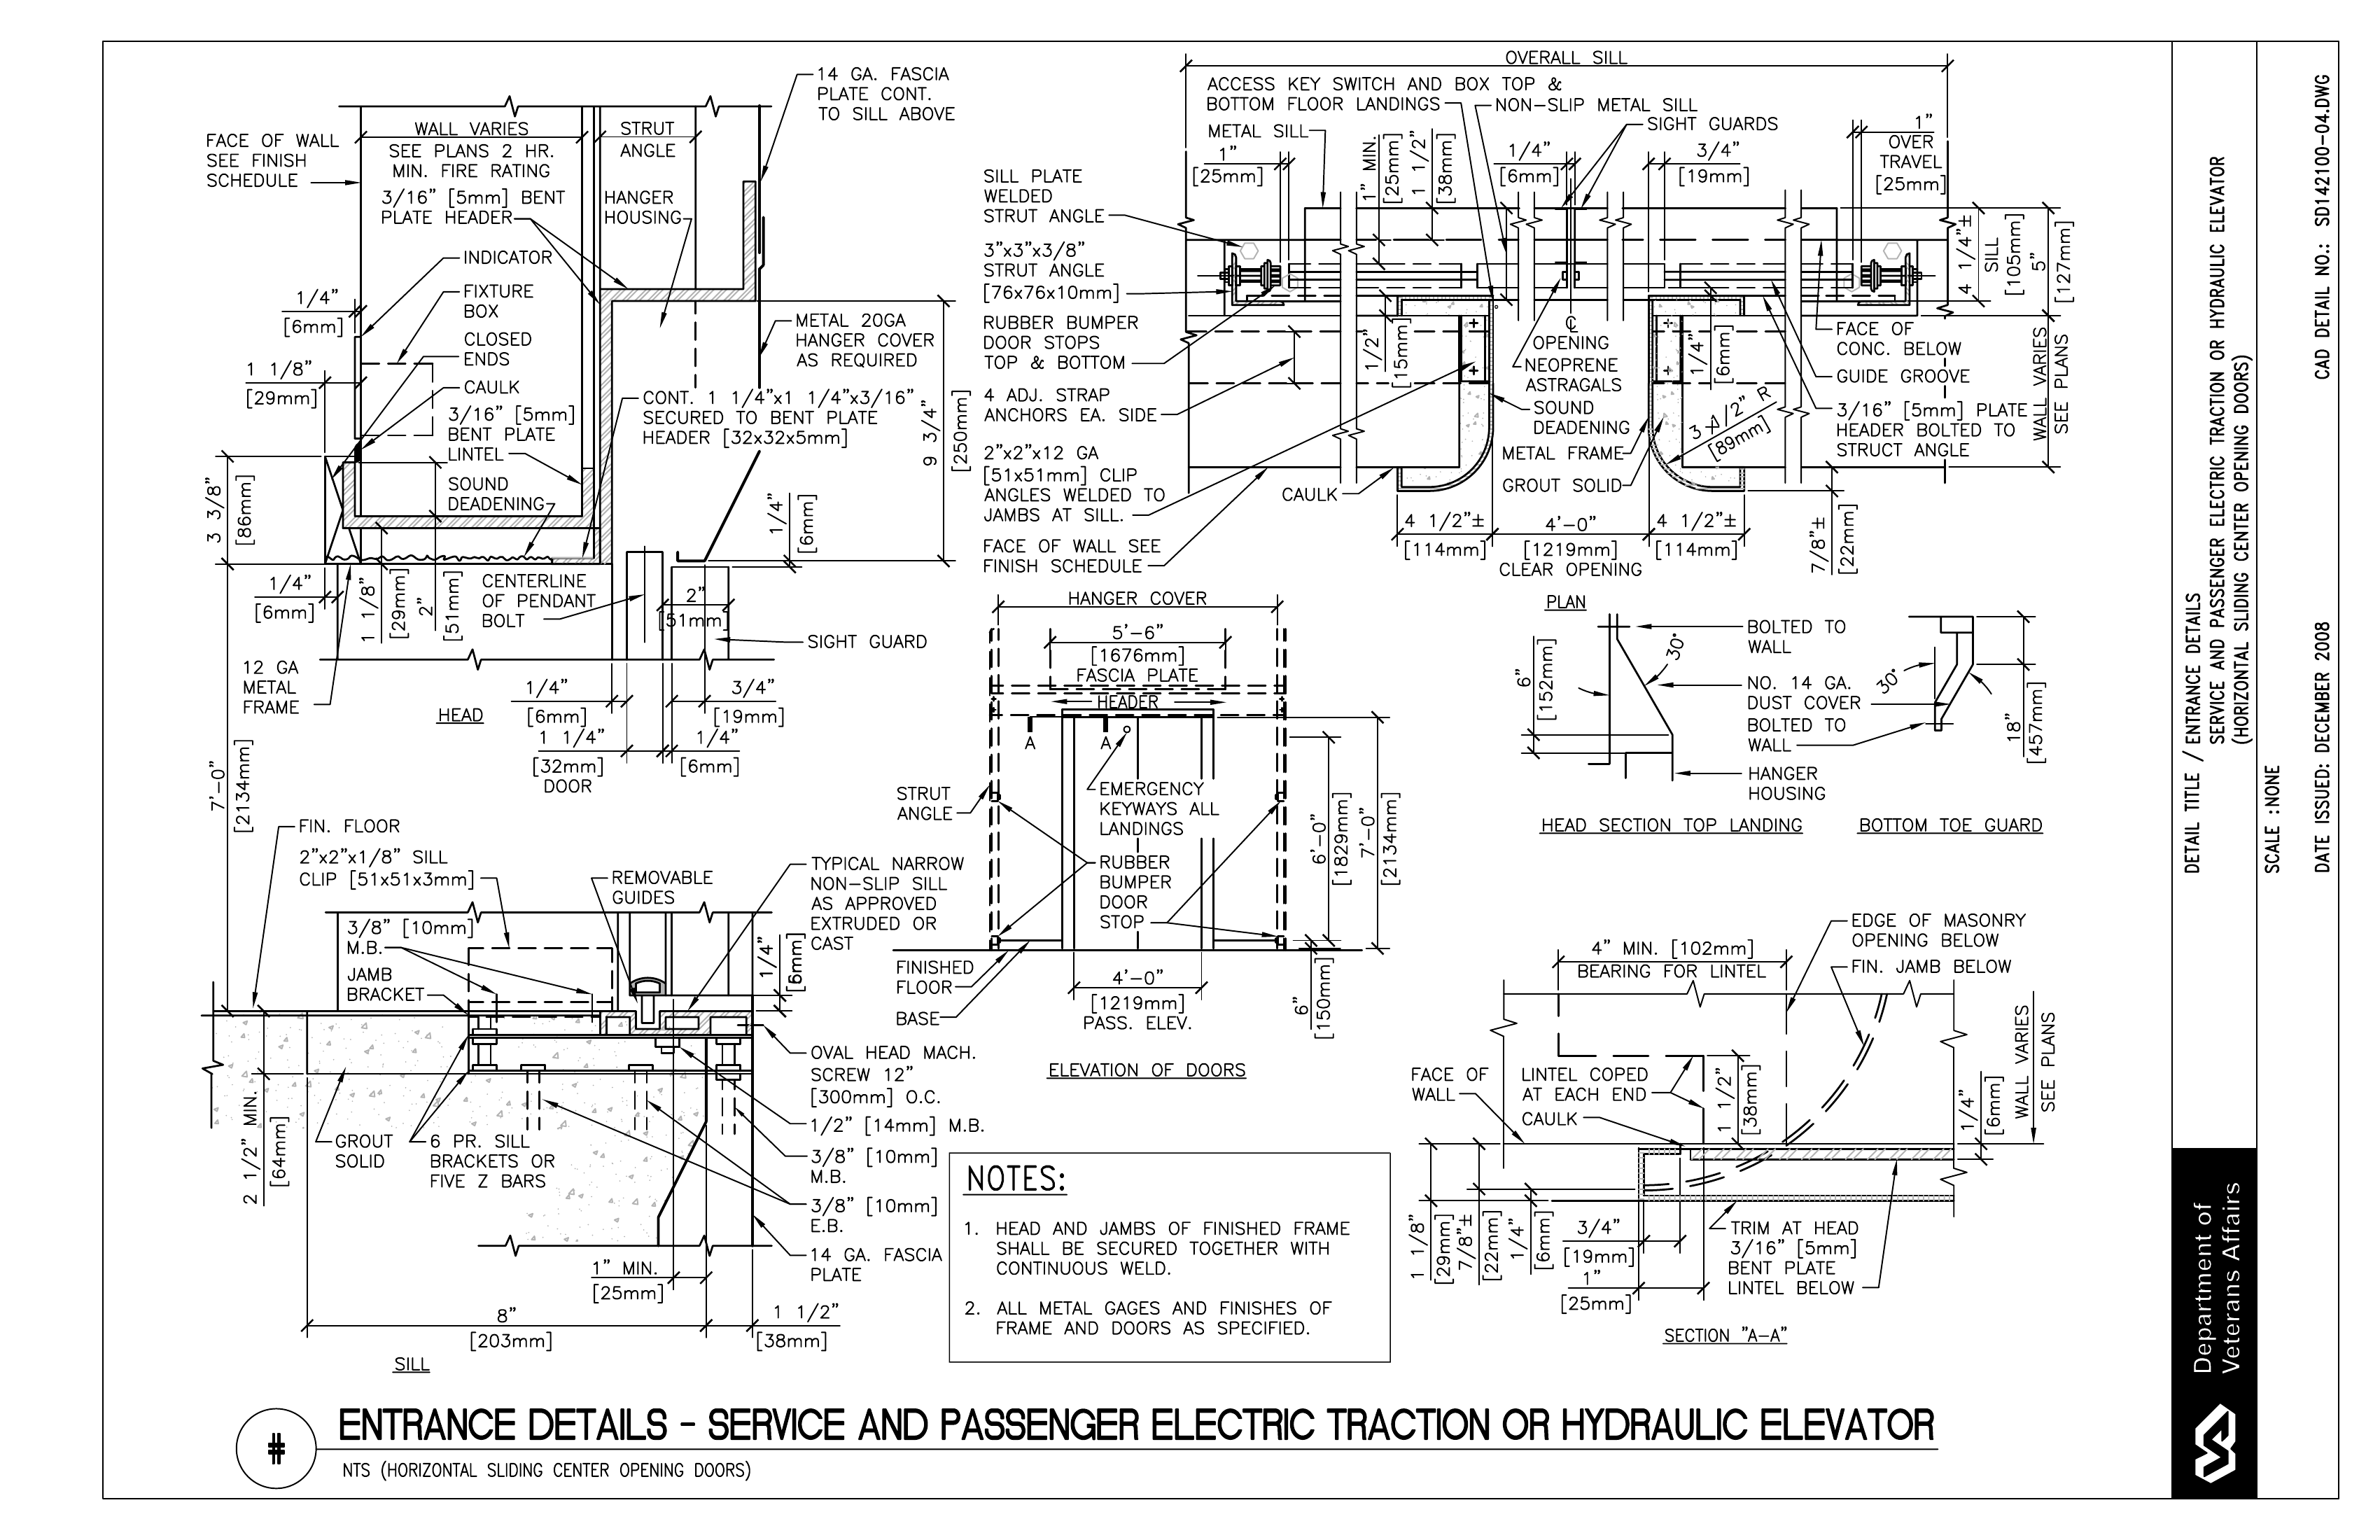 FACE OF WALL
SEE FINISH
SCHEDULE
WALL VARIES
SEE PLANS 2 HR.
MIN. FIRE RATING
STRUT
ANGLE
14 GA. FASCIA
PLATE CONT.
TO SILL ABOVE
3/16" [5mm] BENT
PLATE HEADER
HANGER
HOUSING
INDICATOR
1/4"
[6mm]
FIXTURE
BOX
CLOSED
ENDS
1 1/8"
[29mm]
CAULK
METAL 20GA
HANGER COVER
AS REQUIRED
3/16" [5mm]
BENT PLATE
LINTEL
CONT. 1 1/4"x1 1/4"x3/16"
SECURED TO BENT PLATE
HEADER [32x32x5mm]
9 3/4"
[250mm]
3 3/8"
[86mm]
SOUND
DEADENING
1/4"
[6mm]
1/4"
[6mm]
1 1/8"
[29mm]
2"
[51mm]
CENTERLINE
OF PENDANT
BOLT
2"
[51mm]
SIGHT GUARD
12 GA
METAL
FRAME
HEAD
1/4"
[6mm]
3/4"
[19mm]
1 1/4"
[32mm]
DOOR
1/4"
[6mm]
7'-0"
[2134mm]
FIN. FLOOR
2"x2"x1/8" SILL
CLIP [51x51x3mm]
REMOVABLE
GUIDES
TYPICAL NARROW
NON-SLIP SILL
AS APPROVED
EXTRUDED OR
CAST
3/8" [10mm]
M.B.
JAMB
BRACKET
1/4"
[6mm]
OVAL HEAD MACH.
SCREW 12"
[300mm] O.C.
1/2" [14mm] M.B.
3/8" [10mm]
M.B.
3/8" [10mm]
E.B.
14 GA. FASCIA
PLATE
2 1/2" MIN.
[64mm]
GROUT
SOLID
6 PR. SILL
BRACKETS OR
FIVE Z BARS
1" MIN.
[25mm]
8"
[203mm]
1 1/2"
[38mm]
SILL
OVERALL SILL
ACCESS KEY SWITCH AND BOX TOP &
BOTTOM FLOOR LANDINGS
NON-SLIP METAL SILL
METAL SILL
SIGHT GUARDS
1"
[25mm]
1" MIN.
[25mm]
1 1/2"
[38mm]
1/4"
[6mm]
3/4"
[19mm]
1"
OVER
TRAVEL
[25mm]
SILL PLATE
WELDED
STRUT ANGLE
3"x3"x3/8"
STRUT ANGLE
[76x76x10mm]
RUBBER BUMPER
DOOR STOPS
TOP & BOTTOM
4 ADJ. STRAP
ANCHORS EA. SIDE
2"x2"x12 GA
[51x51mm] CLIP
ANGLES WELDED TO
JAMBS AT SILL.
FACE OF WALL SEE
FINISH SCHEDULE
4 1/4"±
SILL
[105mm]
5"
[127mm]
1/2"
[15mm]
℄
OPENING
NEOPRENE
ASTRAGALS
SOUND
DEADENING
METAL FRAME
GROUT SOLID
CAULK
1/4"
[6mm]
3 1/2" R
[89mm]
FACE OF
CONC. BELOW
GUIDE GROOVE
3/16" [5mm] PLATE
HEADER BOLTED TO
STRUCT ANGLE
WALL VARIES
SEE PLANS
4 1/2"±
[114mm]
4'-0"
[1219mm]
CLEAR OPENING
4 1/2"±
[114mm]
7/8"±
[22mm]
PLAN
HANGER COVER
5'-6"
[1676mm]
FASCIA PLATE
HEADER
A
A
STRUT
ANGLE
EMERGENCY
KEYWAYS ALL
LANDINGS
RUBBER
BUMPER
DOOR
STOP
6'-0"
[1829mm]
7'-0"
[2134mm]
FINISHED
FLOOR
BASE
4'-0"
[1219mm]
PASS. ELEV.
6"
[150mm]
ELEVATION OF DOORS
6"
[152mm]
30°
BOLTED TO
WALL
NO. 14 GA.
DUST COVER
BOLTED TO
WALL
HANGER
HOUSING
30°
18"
[457mm]
HEAD SECTION TOP LANDING
BOTTOM TOE GUARD
4" MIN. [102mm]
BEARING FOR LINTEL
EDGE OF MASONRY
OPENING BELOW
FIN. JAMB BELOW
FACE OF
WALL
LINTEL COPED
AT EACH END
CAULK
1 1/2"
[38mm]
1/4"
[6mm]
WALL VARIES
SEE PLANS
1 1/8"
[29mm]
7/8"±
[22mm]
1/4"
[6mm]
3/4"
[19mm]
1"
[25mm]
TRIM AT HEAD
3/16" [5mm]
BENT PLATE
LINTEL BELOW
SECTION "A-A"
NOTES:
1. HEAD AND JAMBS OF FINISHED FRAME
SHALL BE SECURED TOGETHER WITH
CONTINUOUS WELD.
2. ALL METAL GAGES AND FINISHES OF
FRAME AND DOORS AS SPECIFIED.
#
ENTRANCE DETAILS - SERVICE AND PASSENGER ELECTRIC TRACTION OR HYDRAULIC ELEVATOR
NTS (HORIZONTAL SLIDING CENTER OPENING DOORS)
DETAIL TITLE / ENTRANCE DETAILS
SERVICE AND PASSENGER ELECTRIC TRACTION OR HYDRAULIC ELEVATOR
(HORIZONTAL SLIDING CENTER OPENING DOORS)
SCALE :NONE
DATE ISSUED: DECEMBER 2008
CAD DETAIL NO.: SD142100-04.DWG
Department of
Veterans Affairs